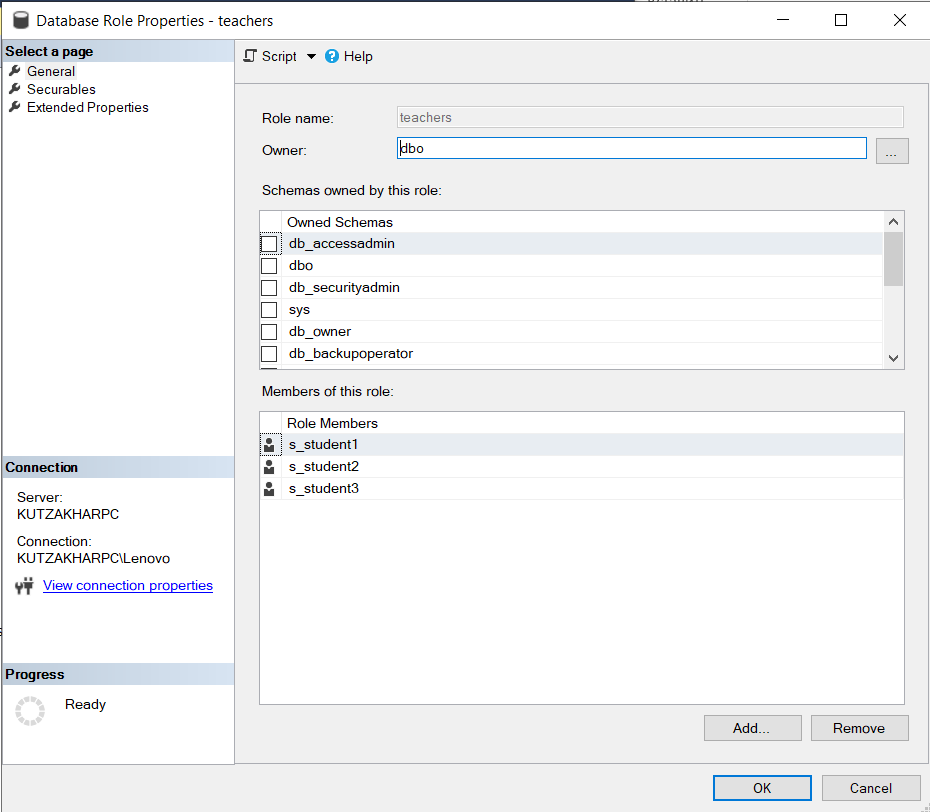 Database Role Properties - teachers
Select a page
General
Securables
Extended Properties
Script
Help
Role name:
teachers
Owner:
dbo
...
Schemas owned by this role:
Owned Schemas
db_accessadmin
dbo
db_securityadmin
sys
db_owner
db_backupoperator
Members of this role:
Role Members
s_student1
s_student2
s_student3
Connection
Server:
KUTZAKHARPC
Connection:
KUTZAKHARPC\Lenovo
View connection properties
Progress
Ready
Add...
Remove
OK
Cancel